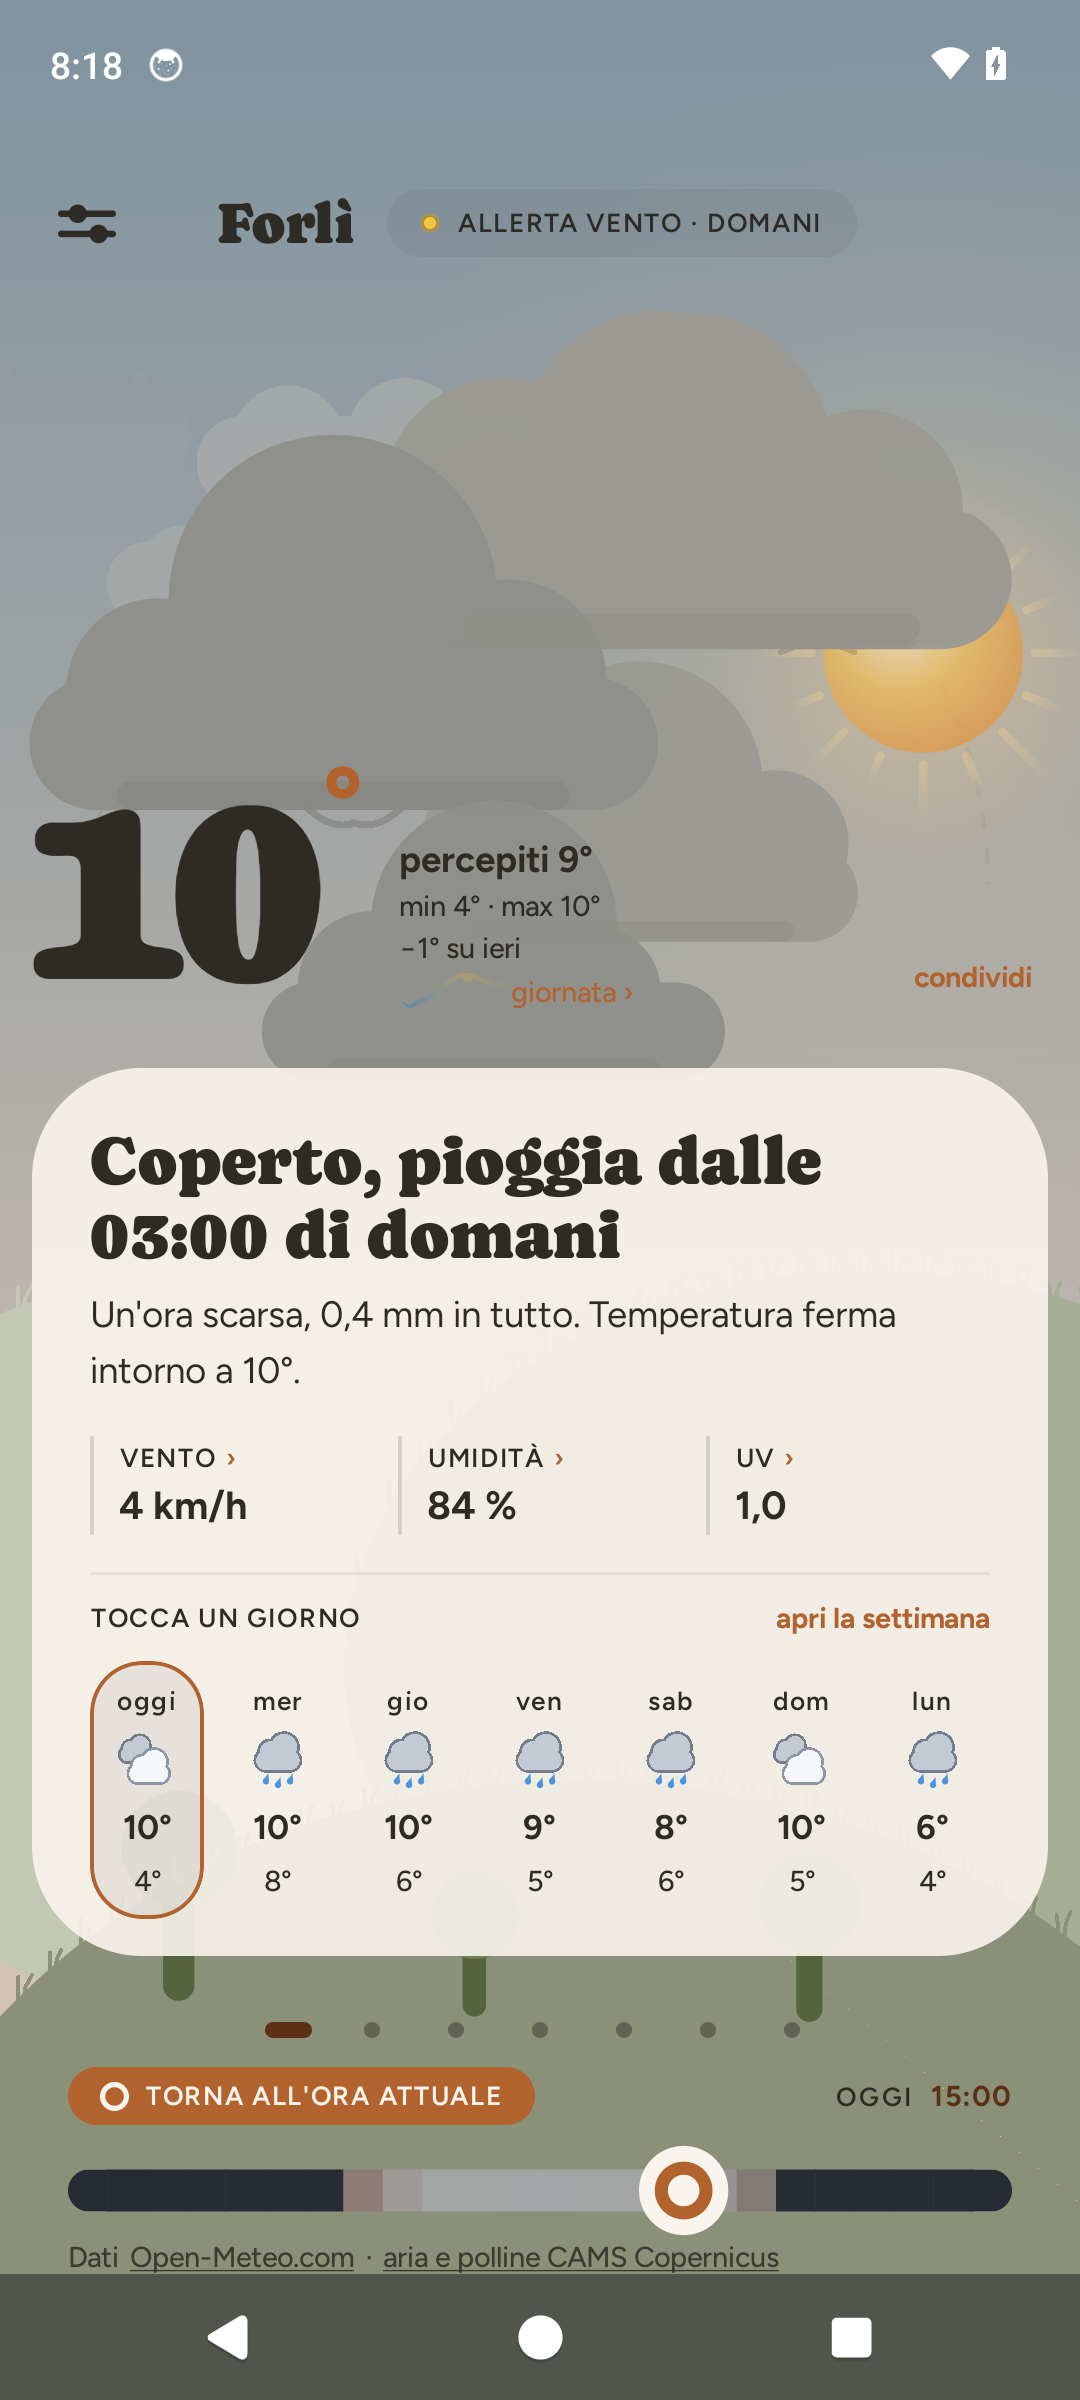 8:18
Forlì
ALLERTA VENTO · DOMANI
10
percepiti 9°
min 4° · max 10°
−1° su ieri
giornata ›
condividi
Coperto, pioggia dalle
03:00 di domani
Un'ora scarsa, 0,4 mm in tutto. Temperatura ferma
intorno a 10°.
VENTO › UMIDITÀ › UV ›
4 km/h 84 % 1,0
TOCCA UN GIORNO apri la settimana
oggi mer gio ven sab dom lun
10° 10° 10° 9° 8° 10° 6°
4° 8° 6° 5° 6° 5° 4°
TORNA ALL'ORA ATTUALE OGGI 15:00
Dati Open-Meteo.com · aria e polline CAMS Copernicus